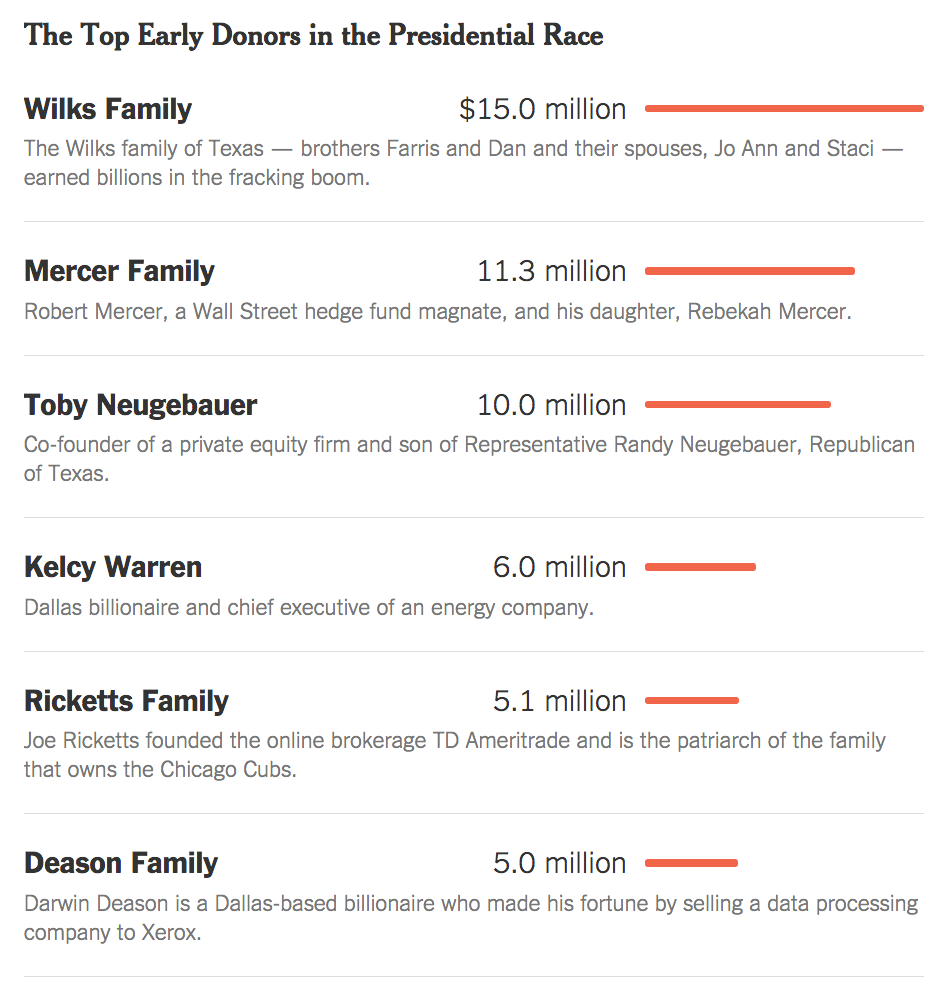 The Top Early Donors in the Presidential Race
Wilks Family $15.0 million
The Wilks family of Texas — brothers Farris and Dan and their spouses, Jo Ann and Staci —
earned billions in the fracking boom.
Mercer Family 11.3 million
Robert Mercer, a Wall Street hedge fund magnate, and his daughter, Rebekah Mercer.
Toby Neugebauer 10.0 million
Co-founder of a private equity firm and son of Representative Randy Neugebauer, Republican
of Texas.
Kelcy Warren 6.0 million
Dallas billionaire and chief executive of an energy company.
Ricketts Family 5.1 million
Joe Ricketts founded the online brokerage TD Ameritrade and is the patriarch of the family
that owns the Chicago Cubs.
Deason Family 5.0 million
Darwin Deason is a Dallas-based billionaire who made his fortune by selling a data processing
company to Xerox.